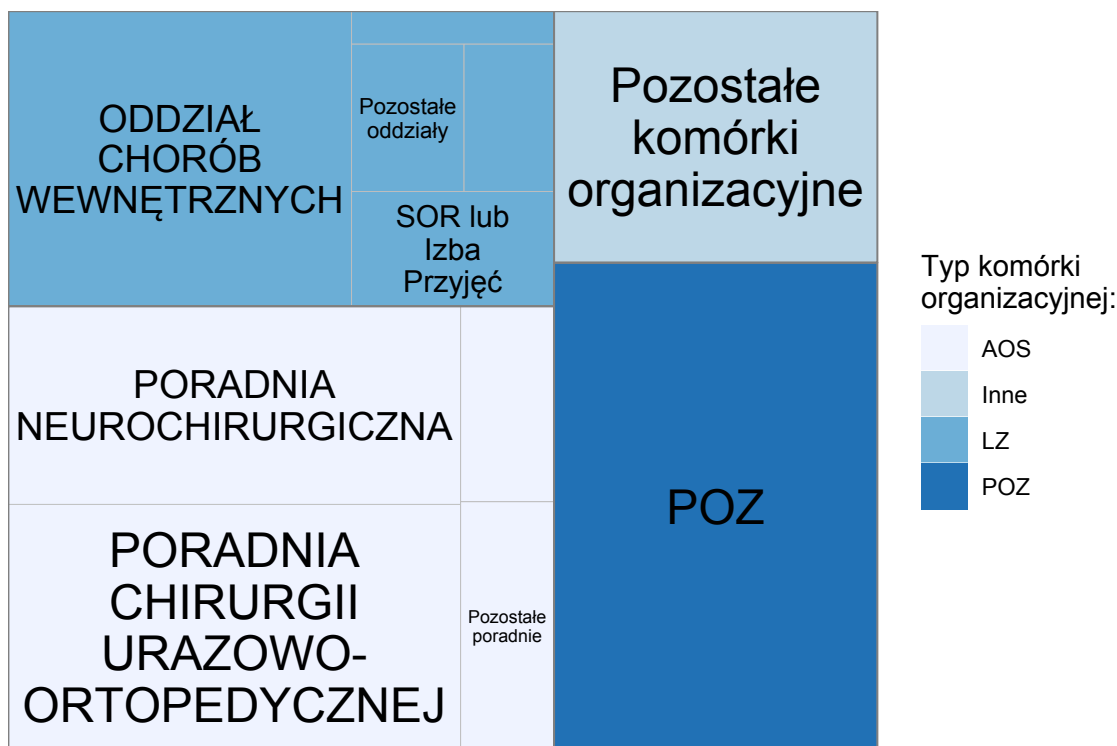 ODDZIAŁ
CHORÓB
WEWNĘTRZNYCH
Pozostałe
oddziały
SOR lub
Izba
Przyjęć
Pozostałe
komórki
organizacyjne
PORADNIA
NEUROCHIRURGICZNA
PORADNIA
CHIRURGII
URAZOWO-
ORTOPEDYCZNEJ
Pozostałe
poradnie
POZ
Typ komórki
organizacyjnej:
AOS
Inne
LZ
POZ